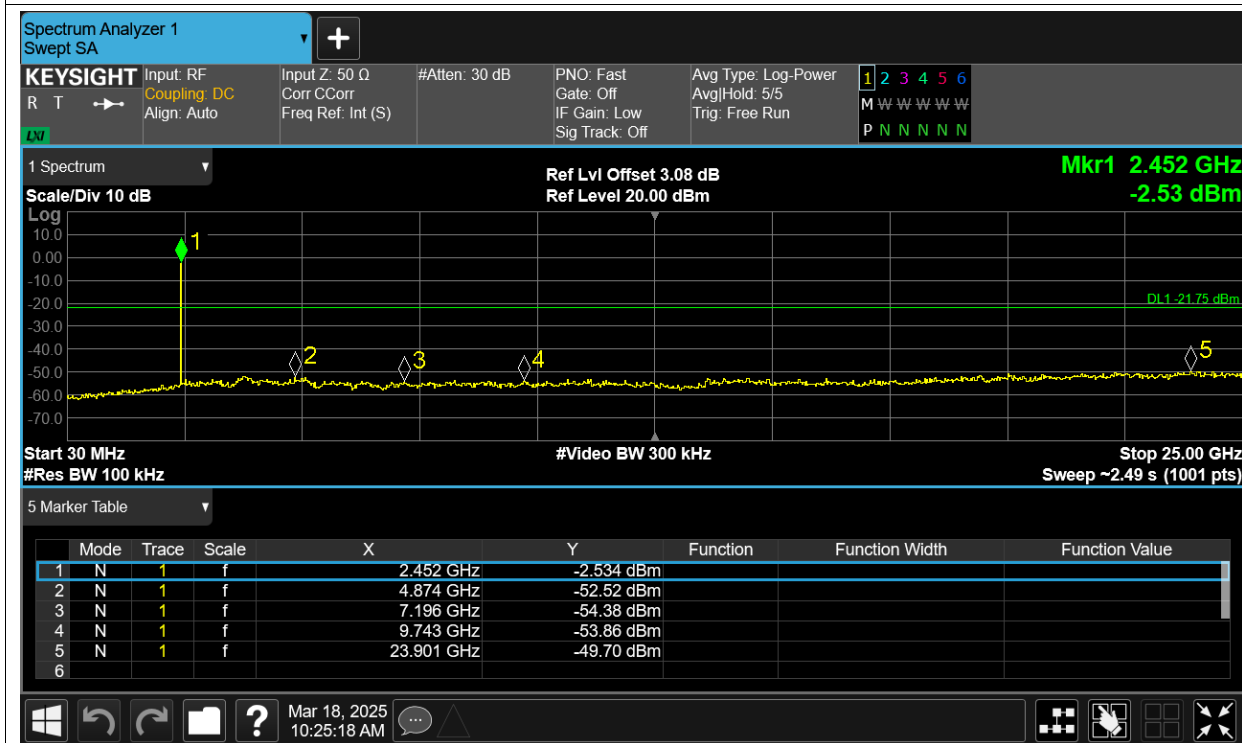 Spectrum Analyzer 1
Swept SA
KEYSIGHT
R T
LXI
Input: RF
Coupling: DC
Align: Auto
Input Z: 50 Ω
Corr CCorr
Freq Ref: Int (S)
#Atten: 30 dB
PNO: Fast
Gate: Off
IF Gain: Low
Sig Track: Off
Avg Type: Log-Power
Avg|Hold: 5/5
Trig: Free Run
1 2 3 4 5 6
M W W W W W
P N N N N N
1 Spectrum
Scale/Div 10 dB
Ref Lvl Offset 3.08 dB
Ref Level 20.00 dBm
Mkr1 2.452 GHz
-2.53 dBm
Log
10.0
0.00
-10.0
-20.0
-30.0
-40.0
-50.0
-60.0
-70.0
1
DL1 -21.75 dBm
2
3
4
5
Start 30 MHz
#Video BW 300 kHz
Stop 25.00 GHz
#Res BW 100 kHz
Sweep ~2.49 s (1001 pts)
5 Marker Table
Mode Trace Scale X Y Function Function Width Function Value
1 N 1 f 2.452 GHz -2.534 dBm
2 N 1 f 4.874 GHz -52.52 dBm
3 N 1 f 7.196 GHz -54.38 dBm
4 N 1 f 9.743 GHz -53.86 dBm
5 N 1 f 23.901 GHz -49.70 dBm
6
?
Mar 18, 2025
10:25:18 AM